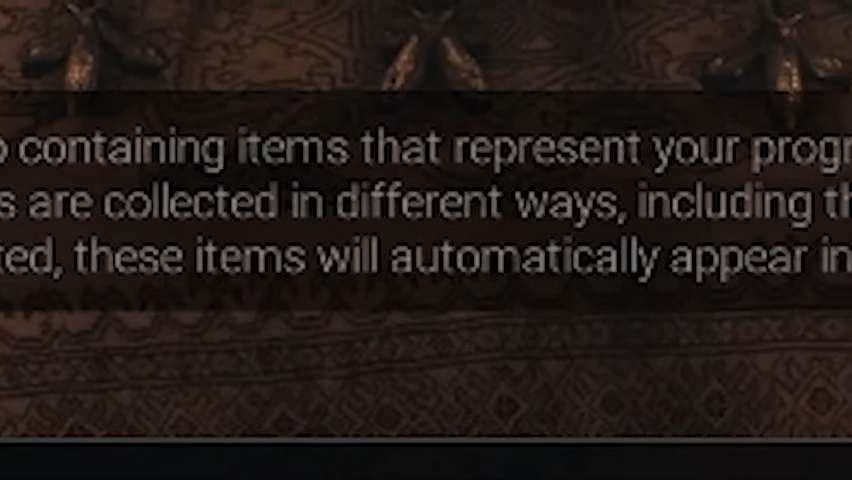 containing items that represent your progr
s are collected in different ways, including th
ted, these items will automatically appear in